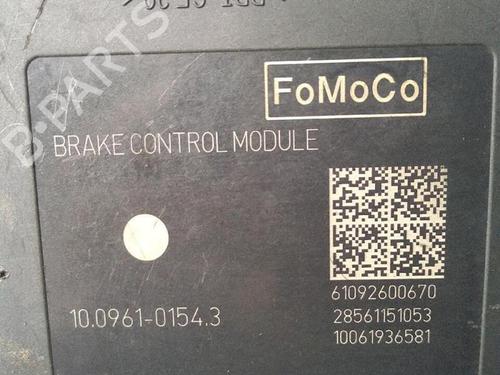 FoMoCo
BRAKE CONTROL MODULE
B-PARTS
10.0961-0154.3
61092600670
28561151053
10061936581